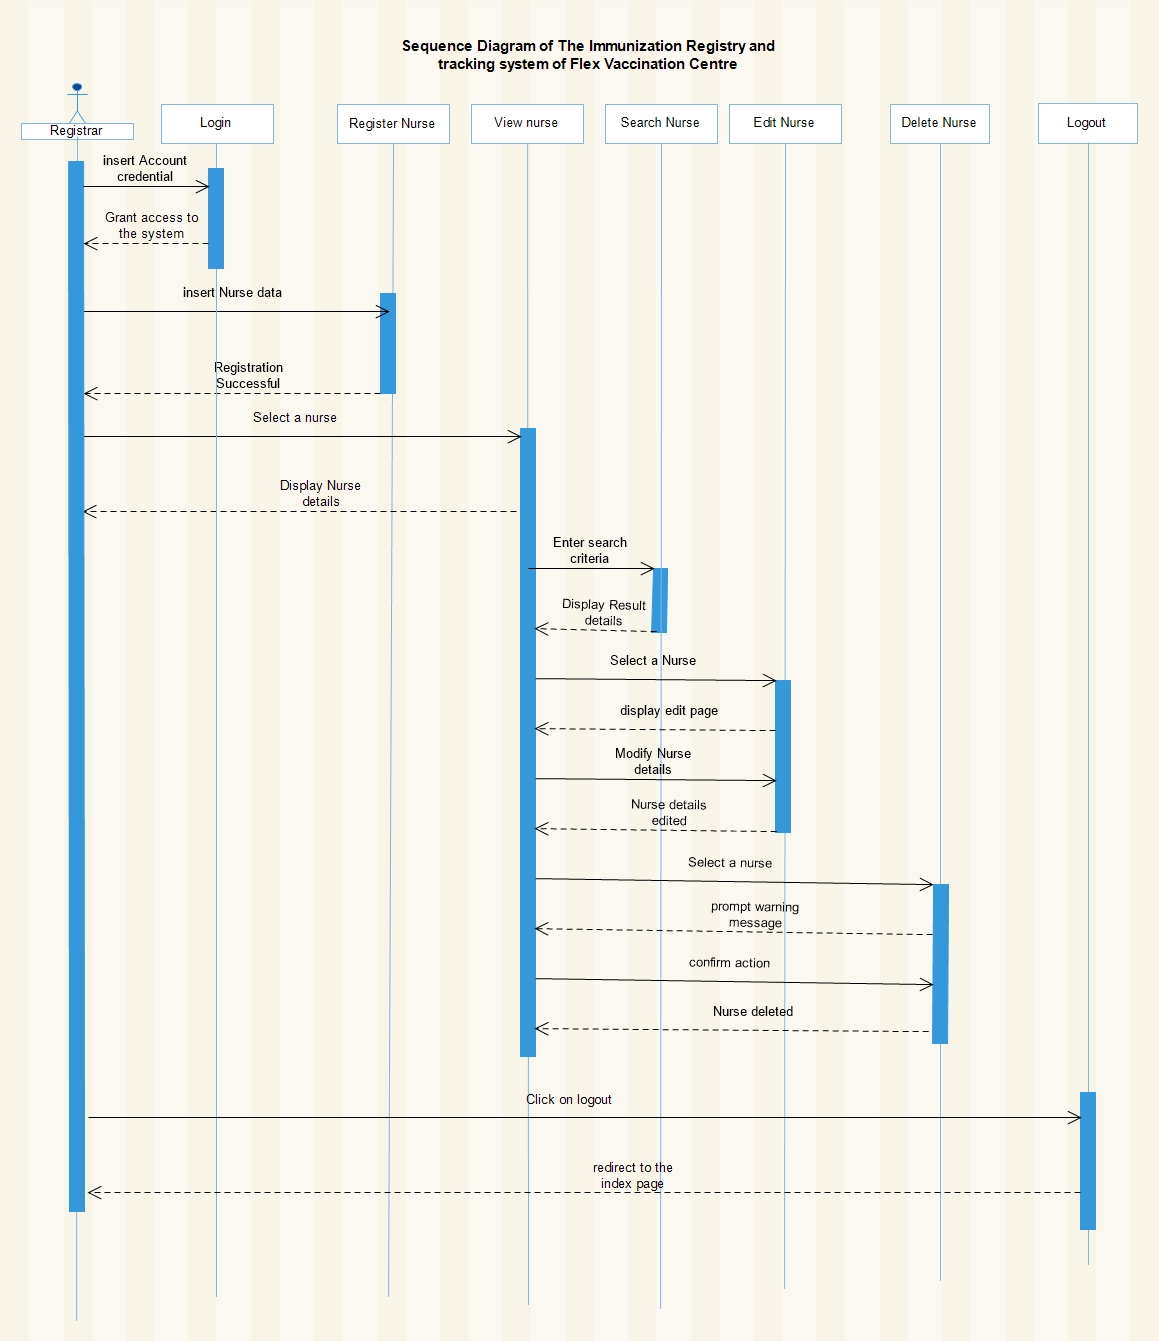 Sequence Diagram of The Immunization Registry and
tracking system of Flex Vaccination Centre
Registrar
Login
Register Nurse
View nurse
Search Nurse
Edit Nurse
Delete Nurse
Logout
insert Account
credential
Grant access to
the system
insert Nurse data
Registration
Successful
Select a nurse
Display Nurse
details
Enter search
criteria
Display Result
details
Select a Nurse
display edit page
Modify Nurse
details
Nurse details
edited
Select a nurse
prompt warning
message
confirm action
Nurse deleted
Click on logout
redirect to the
index page